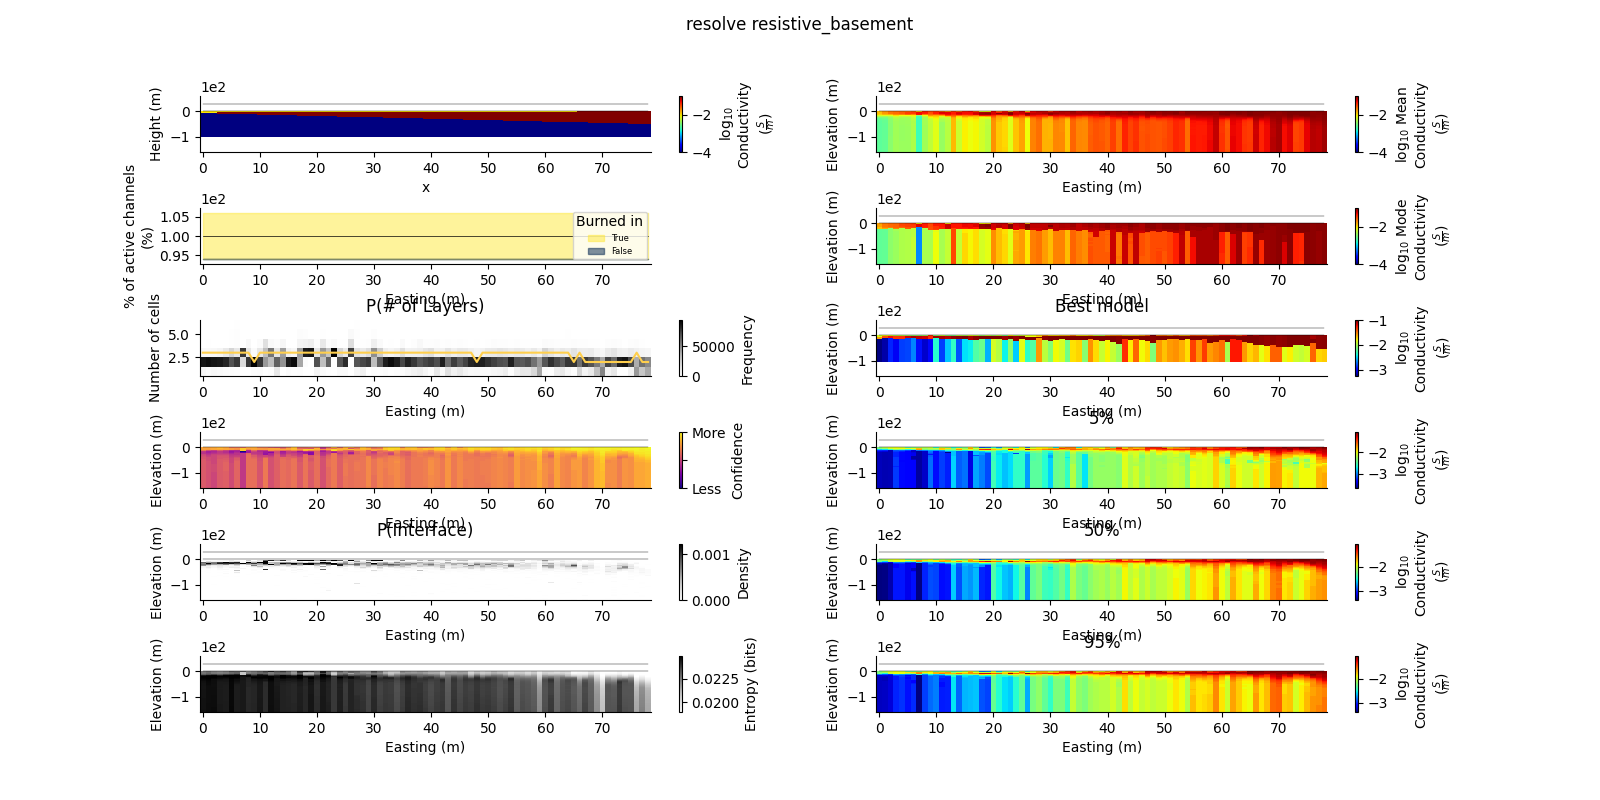 resolve resistive_basement
1e2
Height (m)
0
−1
0 10 20 30 40 50 60 70
x
−2
−4
log10
Conductivity
(S/m)
1e2
% of active channels
(%)
1.05
1.00
0.95
Burned in
True
False
Easting (m)
P(# of Layers)
Number of cells
5.0
2.5
0 10 20 30 40 50 60 70
Easting (m)
50000
0
Frequency
1e2
Elevation (m)
0
−1
0 10 20 30 40 50 60 70
Easting (m)
More
Less
Confidence
P(Interface)
1e2
Elevation (m)
0
−1
0 10 20 30 40 50 60 70
Easting (m)
0.001
0.000
Density
1e2
Elevation (m)
0
−1
0 10 20 30 40 50 60 70
Easting (m)
0.0225
0.0200
Entropy (bits)
1e2
Elevation (m)
0
−1
0 10 20 30 40 50 60 70
Easting (m)
−2
−4
log10 Mean
Conductivity
(S/m)
1e2
Elevation (m)
0
−1
0 10 20 30 40 50 60 70
Easting (m)
−2
−4
log10 Mode
Conductivity
(S/m)
Best model
1e2
Elevation (m)
0
−1
0 10 20 30 40 50 60 70
Easting (m)
−1
−2
−3
log10
Conductivity
(S/m)
5%
1e2
Elevation (m)
0
−1
0 10 20 30 40 50 60 70
Easting (m)
−2
−3
log10
Conductivity
(S/m)
50%
1e2
Elevation (m)
0
−1
0 10 20 30 40 50 60 70
Easting (m)
−2
−3
log10
Conductivity
(S/m)
95%
1e2
Elevation (m)
0
−1
0 10 20 30 40 50 60 70
Easting (m)
−2
−3
log10
Conductivity
(S/m)